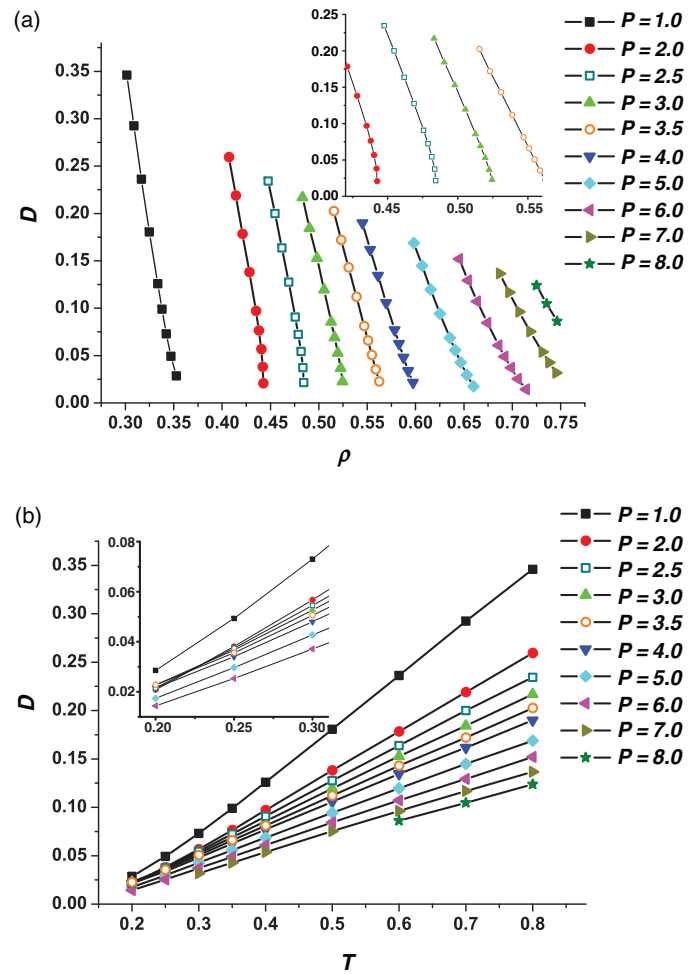 (a)
0.35
0.30
0.25
0.20
0.15
0.10
0.05
0.00
D
0.30 0.35 0.40 0.45 0.50 0.55 0.60 0.65 0.70 0.75
ρ
0.25
0.20
0.15
0.10
0.05
0.00
0.45 0.50 0.55
P = 1.0
P = 2.0
P = 2.5
P = 3.0
P = 3.5
P = 4.0
P = 5.0
P = 6.0
P = 7.0
P = 8.0
(b)
0.35
0.30
0.25
0.20
0.15
0.10
0.05
0.00
D
0.2 0.3 0.4 0.5 0.6 0.7 0.8
T
0.08
0.06
0.04
0.02
0.20 0.25 0.30
P = 1.0
P = 2.0
P = 2.5
P = 3.0
P = 3.5
P = 4.0
P = 5.0
P = 6.0
P = 7.0
P = 8.0